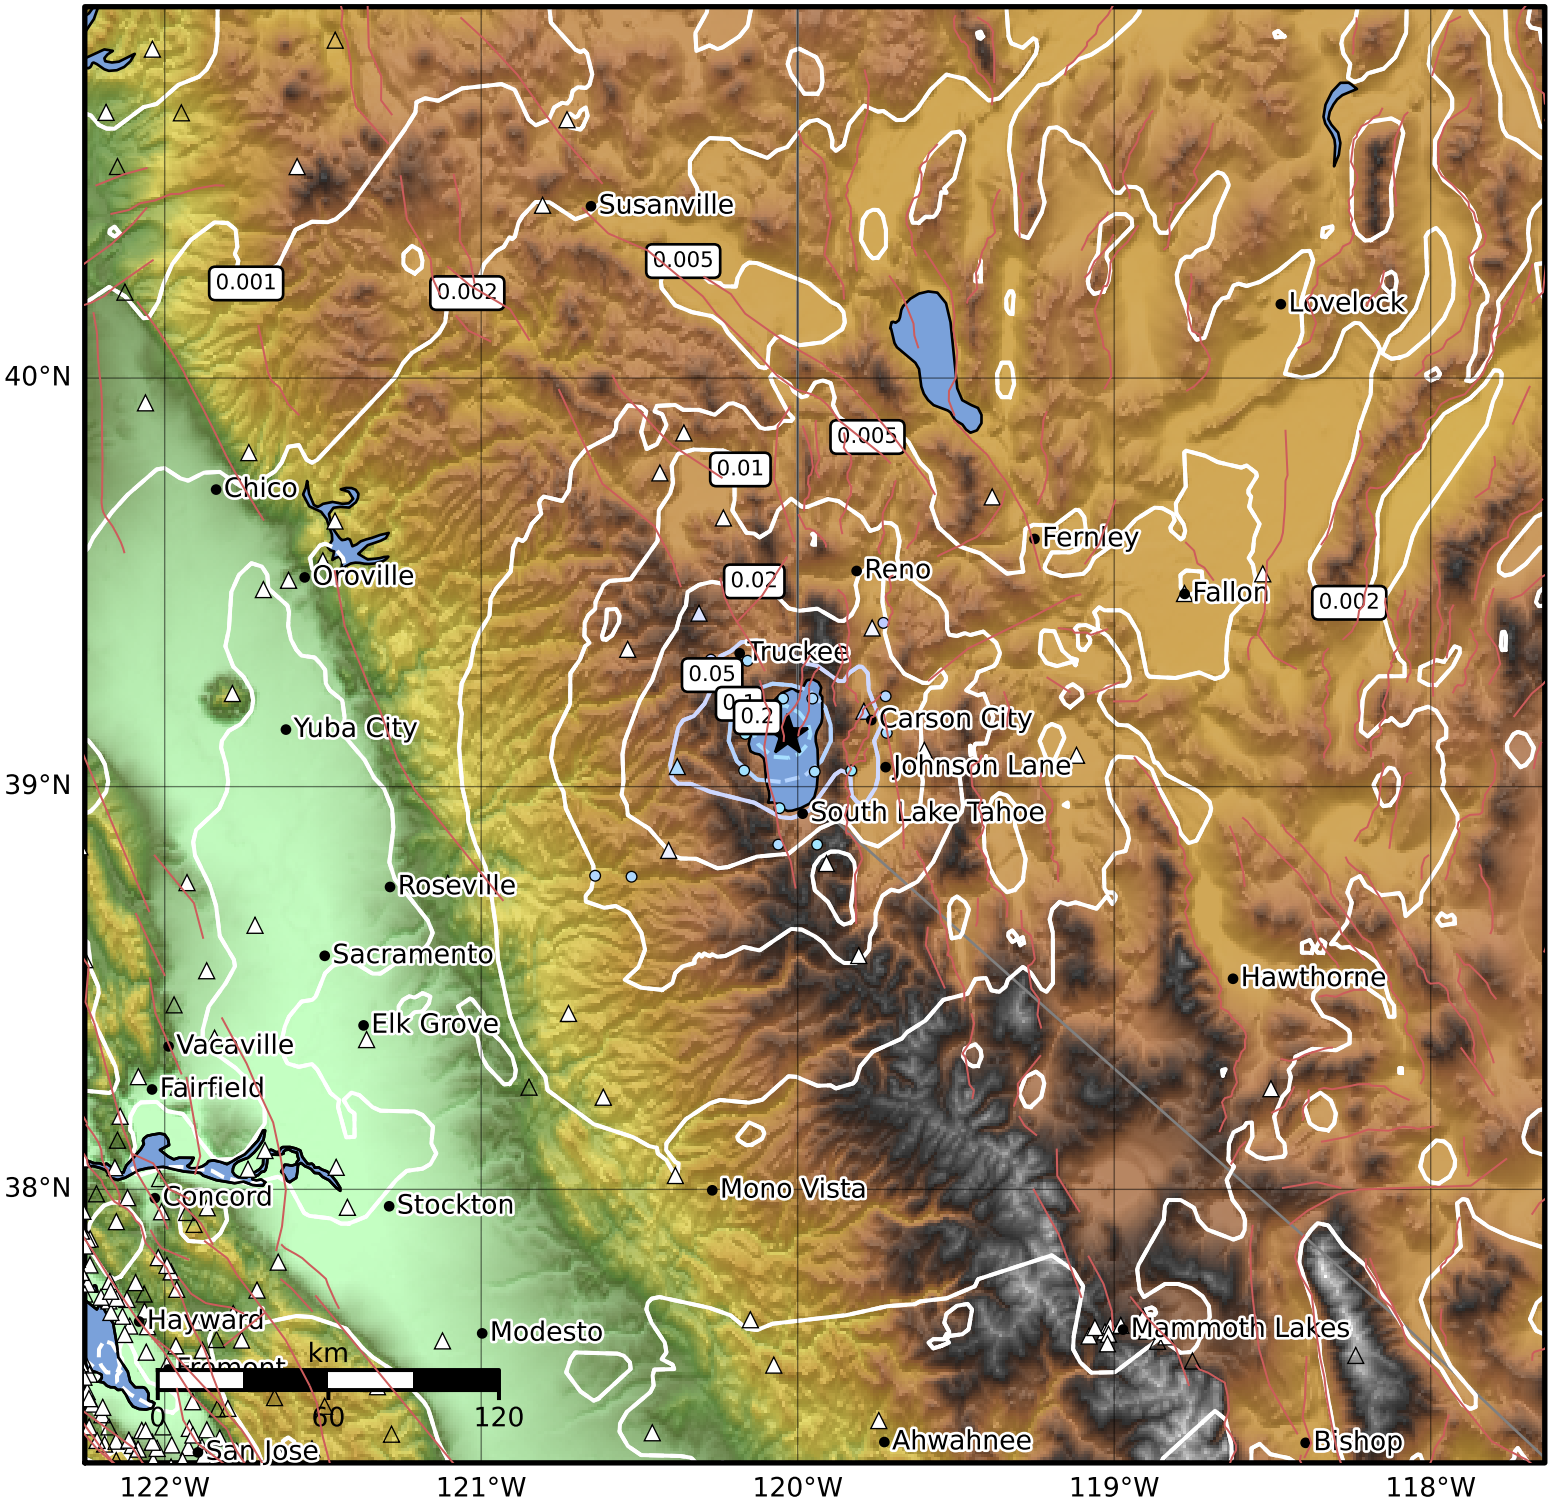 Susanville
0.005
0.001
0.002
Lovelock
40°N
0.005
0.01
Chico
Fernley
Reno
Oroville
0.02
Fallon
0.002
Truckee
0.05
0.2
Carson City
Yuba City
Johnson Lane
39°N
South Lake Tahoe
Roseville
Sacramento
Hawthorne
Elk Grove
Vacaville
Fairfield
38°N
Mono Vista
Concord
Stockton
Hayward
Mammoth Lakes
Modesto
km
Fremont
0 60 120
Ahwahnee
Bishop
San Jose
122°W 121°W 120°W 119°W 118°W